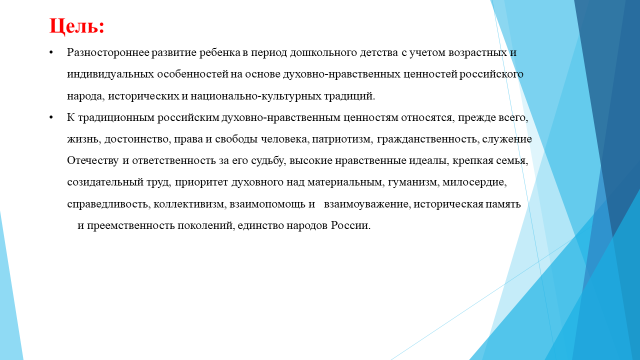 Цель:
• Разностороннее развитие ребенка в период дошкольного детства с учетом возрастных и
индивидуальных особенностей на основе духовно-нравственных ценностей российского
народа, исторических и национально-культурных традиций.
• К традиционным российским духовно-нравственным ценностям относятся, прежде всего,
жизнь, достоинство, права и свободы человека, патриотизм, гражданственность, служение
Отечеству и ответственность за его судьбу, высокие нравственные идеалы, крепкая семья,
созидательный труд, приоритет духовного над материальным, гуманизм, милосердие,
справедливость, коллективизм, взаимопомощь и взаимоуважение, историческая память
и преемственность поколений, единство народов России.